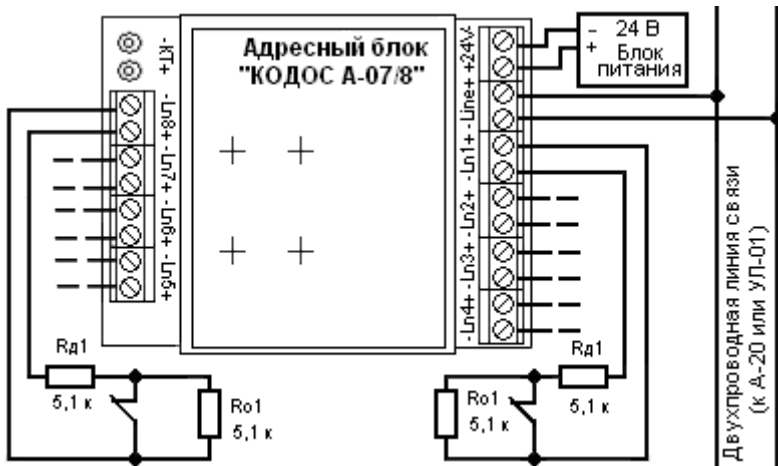 Адресный блок
"КОДОС А-07/8"
-КТ+
- Ln8+
- Ln7+
- Ln6+
- Ln5+
+24V-
- Line+
- Ln1+
- Ln2+
- Ln3+
- Ln4+
- 24 В
+ Блок
питания
Двухпроводная линия связи
(к А-20 или УЛ-01)
Rд1
5,1 к
Ro1
5,1 к
Ro1
5,1 к
Rд1
5,1 к